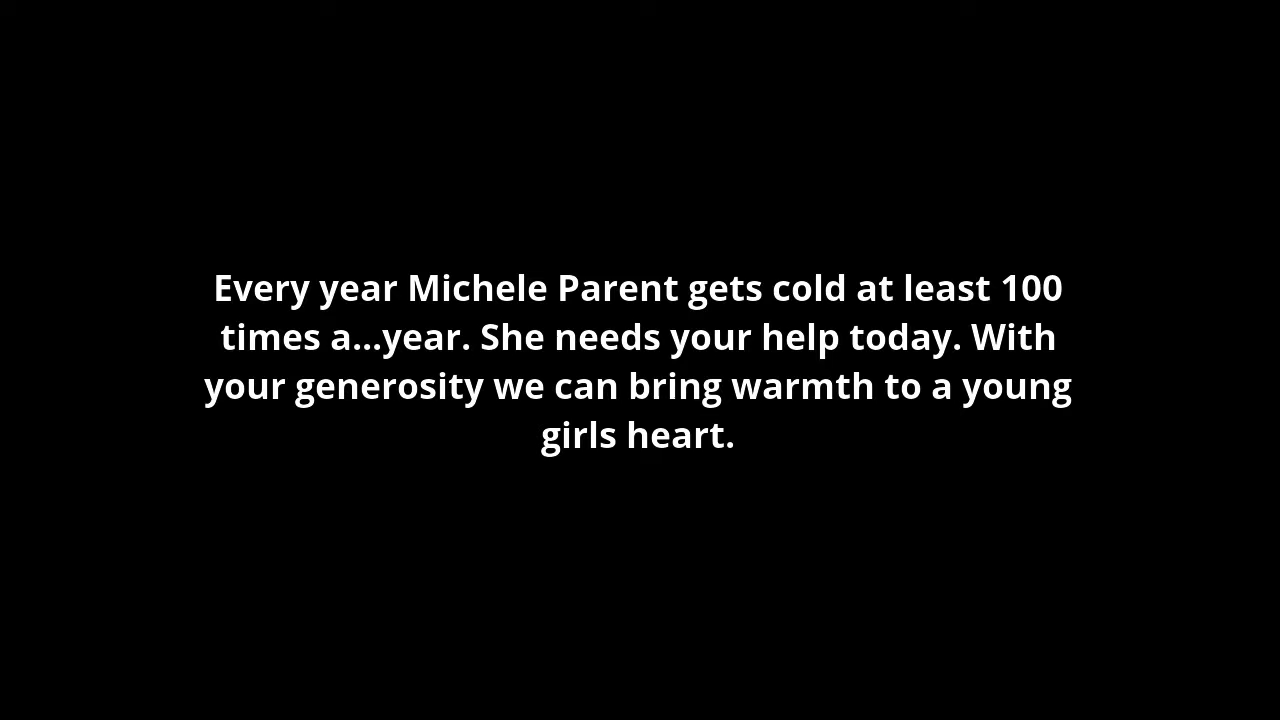 Every year Michele Parent gets cold at least 100
times a...year. She needs your help today. With
your generosity we can bring warmth to a young
girls heart.